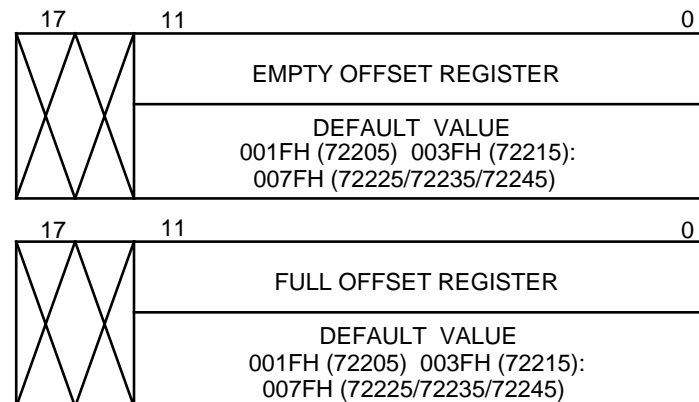 17 11 0
EMPTY OFFSET REGISTER
DEFAULT VALUE
001FH (72205) 003FH (72215):
007FH (72225/72235/72245)
17 11 0
FULL OFFSET REGISTER
DEFAULT VALUE
001FH (72205) 003FH (72215):
007FH (72225/72235/72245)